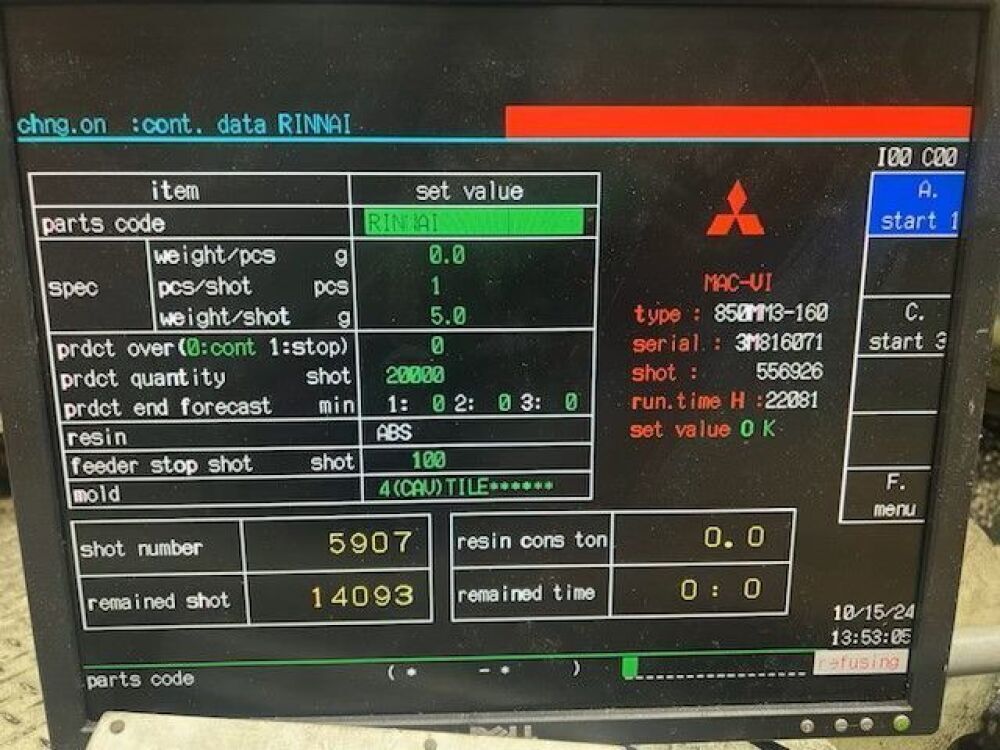 chng.on :cont. data RINNAI
I00 C00
item set value
A.
start 1
parts code RINNAI
weight/pcs g 0.0
spec pcs/shot pcs 1
weight/shot g 5.0
prdct over(0:cont 1:stop) 0
prdct quantity shot 20000
prdct end forecast min 1: 0 2: 0 3: 0
resin ABS
feeder stop shot shot 100
mold 4(CAV)TILE******
MAC-VI
type : 850MM3-160
serial : 3M816071
shot : 556926
run.time H :22081
set value O K
C.
start 3
F.
menu
shot number 5907
remained shot 14093
resin cons ton 0.0
remained time 0 : 0
10/15/24
13:53:05
refusing
parts code (* -* )
DELL